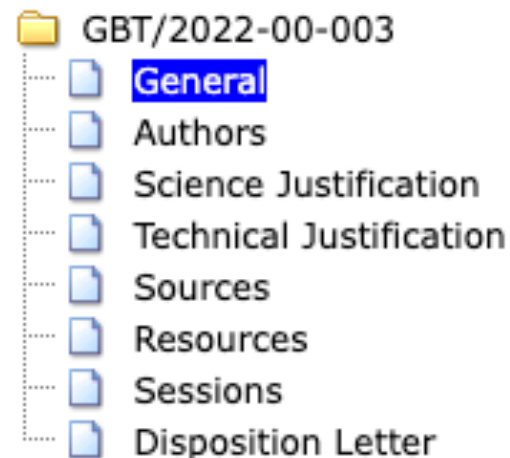 GBT/2022-00-003
General
Authors
Science Justification
Technical Justification
Sources
Resources
Sessions
Disposition Letter